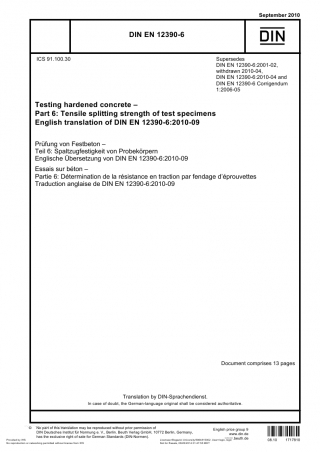 September 2010
DIN EN 12390-6
DIN
ICS 91.100.30
Supersedes
DIN EN 12390-6:2001-02,
withdrawn 2010-04,
DIN EN 12390-6:2010-04 and
DIN EN 12390-6 Corrigendum
1:2006-05
Testing hardened concrete –
Part 6: Tensile splitting strength of test specimens
English translation of DIN EN 12390-6:2010-09
Prüfung von Festbeton –
Teil 6: Spaltzugfestigkeit von Probekörpern
Englische Übersetzung von DIN EN 12390-6:2010-09
Essais sur béton –
Partie 6: Détermination de la résistance en traction par fendage d’éprouvettes
Traduction anglaise de DIN EN 12390-6:2010-09
Document comprises 13 pages
Translation by DIN-Sprachendienst.
In case of doubt, the German-language original shall be considered authoritative.
© No part of this translation may be reproduced without prior permission of
DIN Deutsches Institut für Normung e. V., Berlin. Beuth Verlag GmbH, 10772 Berlin, Germany,
has the exclusive right of sale for German Standards (DIN-Normen).
English price group 9
www.din.de
www.beuth.de